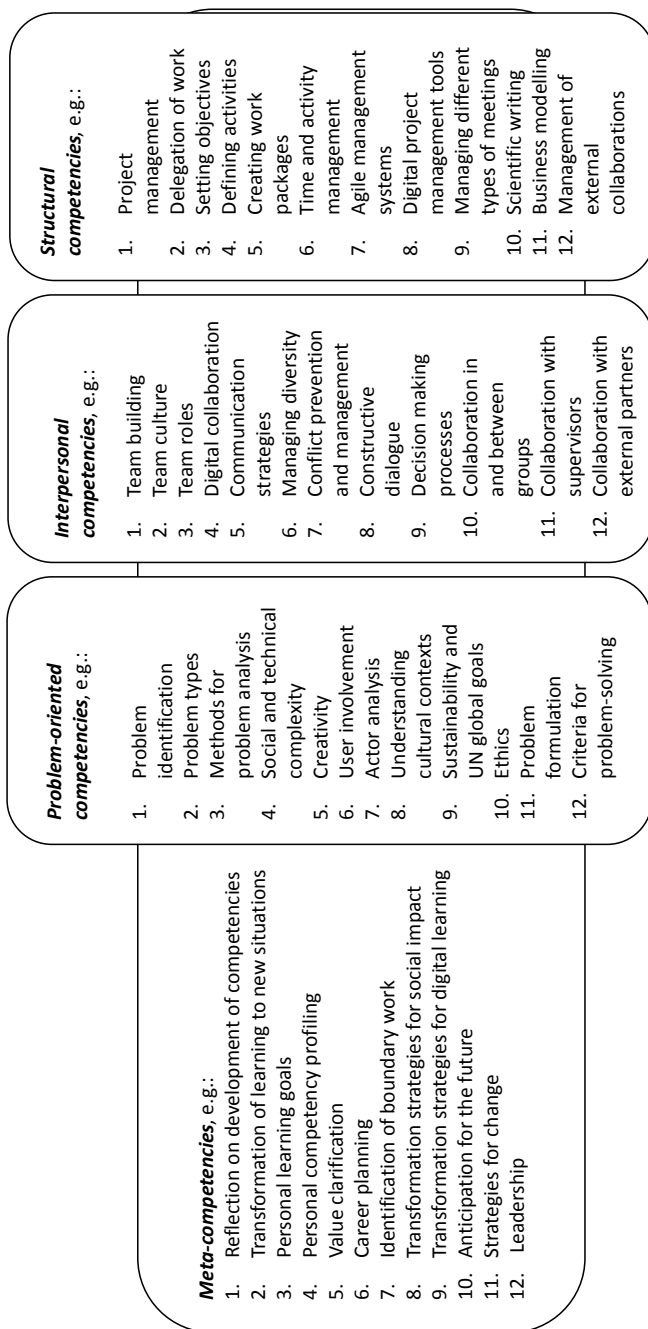 Meta-competencies, e.g.:
1. Reflection on development of competencies
2. Transformation of learning to new situations
3. Personal learning goals
4. Personal competency profiling
5. Value clarification
6. Career planning
7. Identification of boundary work
8. Transformation strategies for social impact
9. Transformation strategies for digital learning
10. Anticipation for the future
11. Strategies for change
12. Leadership
Problem-oriented
competencies, e.g.:
1. Problem
identification
2. Problem types
3. Methods for
problem analysis
4. Social and technical
complexity
5. Creativity
6. User involvement
7. Actor analysis
8. Understanding
cultural contexts
9. Sustainability and
UN global goals
10. Ethics
11. Problem
formulation
12. Criteria for
problem-solving
Interpersonal
competencies, e.g.:
1. Team building
2. Team culture
3. Team roles
4. Digital collaboration
5. Communication
strategies
6. Managing diversity
7. Conflict prevention
and management
8. Constructive
dialogue
9. Decision making
processes
10. Collaboration in
and between
groups
11. Collaboration with
supervisors
12. Collaboration with
external partners
Structural
competencies, e.g.:
1. Project
management
2. Delegation of work
3. Setting objectives
4. Defining activities
5. Creating work
packages
6. Time and activity
management
7. Agile management
systems
8. Digital project
management tools
9. Managing different
types of meetings
10. Scientific writing
11. Business modelling
12. Management of
external
collaborations